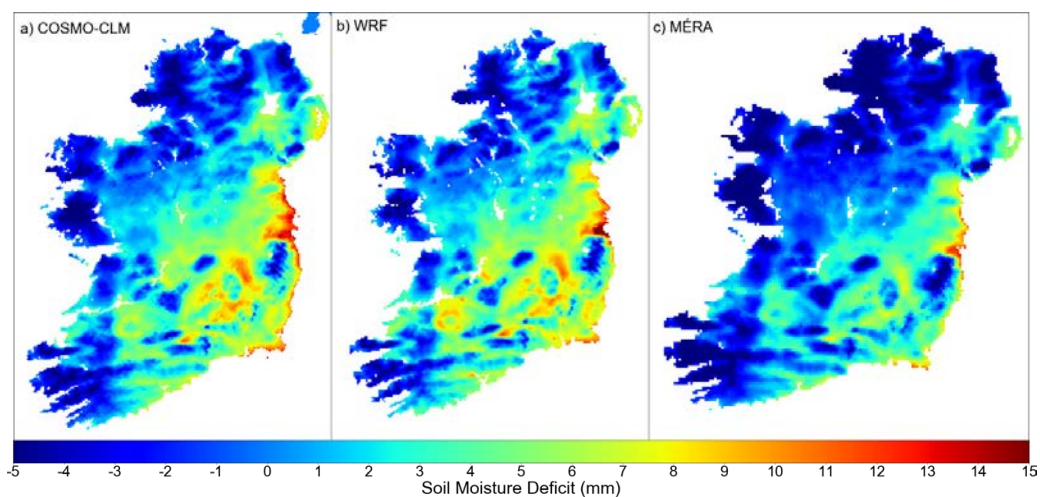 a) COSMO-CLM
b) WRF
c) MÉRA
-5 -4 -3 -2 -1 0 1 2 3 4 5 6 7 8 9 10 11 12 13 14 15
Soil Moisture Deficit (mm)